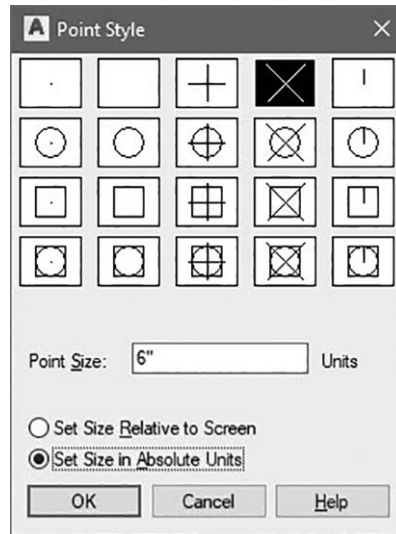 A Point Style
Point Size: 6" Units
Set Size Relative to Screen
Set Size in Absolute Units
OK Cancel Help